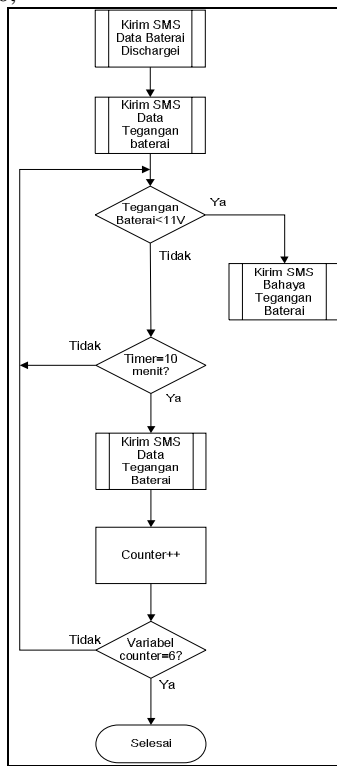 Kirim SMS
Data Baterai
Dischargei
Kirim SMS
Data
Tegangan
baterai
Tegangan
Baterai<11V
Ya
Tidak
Kirim SMS
Bahaya
Tegangan
Baterai
Tidak
Timer=10
menit?
Ya
Kirim SMS
Data
Tegangan
Baterai
Counter++
Tidak
Variabel
counter=6?
Ya
Selesai